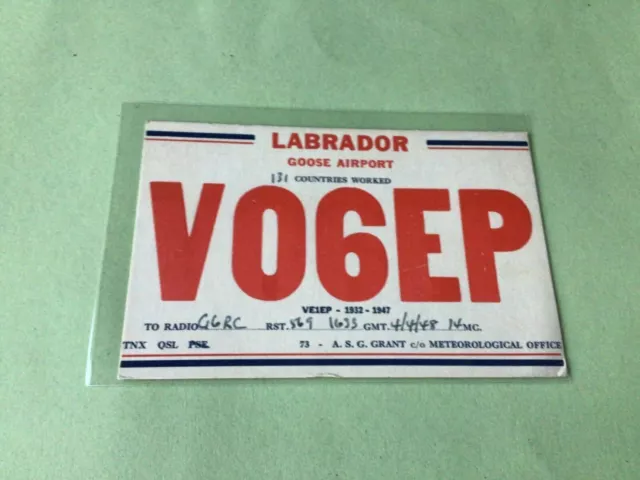 LABRADOR
GOOSE AIRPORT
131 COUNTRIES WORKED
VO6EP
VE1EP - 1932 - 1947
TO RADIO G6RC RST. 569 1633 GMT. 4/4/48 14 MC.
TNX QSL PSE. 73 - A. S. G. GRANT c/o METEOROLOGICAL OFFICE